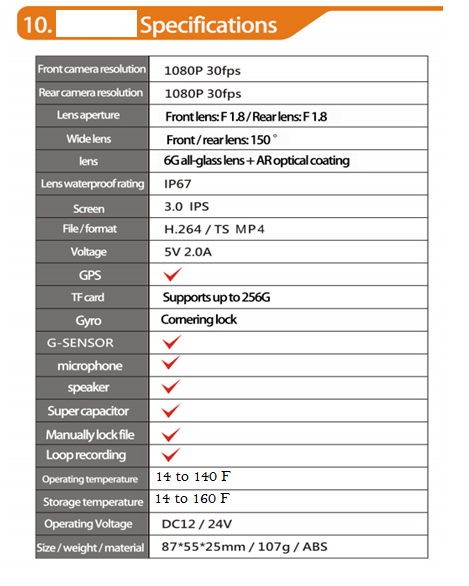 10. Specifications
Front camera resolution 1080P 30fps
Rear camera resolution 1080P 30fps
Lens aperture Front lens: F 1.8 / Rear lens: F 1.8
Wide lens Front / rear lens: 150°
lens 6G all-glass lens + AR optical coating
Lens waterproof rating IP67
Screen 3.0 IPS
File / format H.264 / TS MP4
Voltage 5V 2.0A
GPS ✓
TF card Supports up to 256G
Gyro Cornering lock
G-SENSOR ✓
microphone ✓
speaker ✓
Super capacitor ✓
Manually lock file ✓
Loop recording ✓
Operating temperature 14 to 140 F
Storage temperature 14 to 160 F
Operating Voltage DC12 / 24V
Size / weight / material 87*55*25mm / 107g / ABS